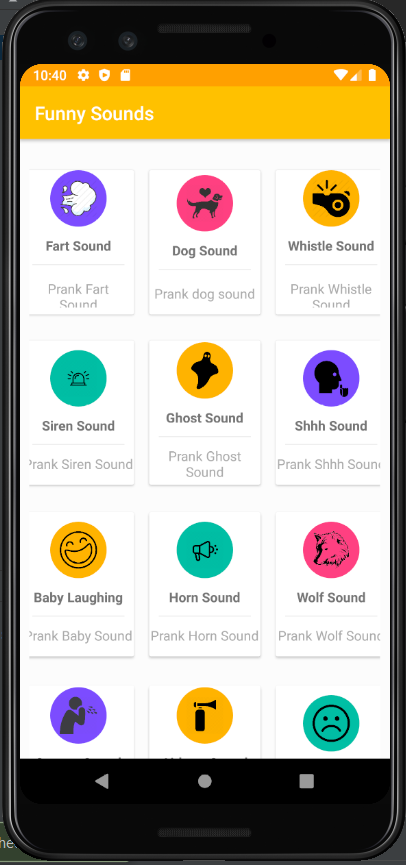 10:40
Funny Sounds
Fart Sound
Dog Sound
Whistle Sound
Prank Fart
Sound
Prank dog sound
Prank Whistle
Sound
Siren Sound
Ghost Sound
Shhh Sound
Prank Siren Sound
Prank Ghost
Sound
Prank Shhh Sound
Baby Laughing
Horn Sound
Wolf Sound
Prank Baby Sound
Prank Horn Sound
Prank Wolf Sound